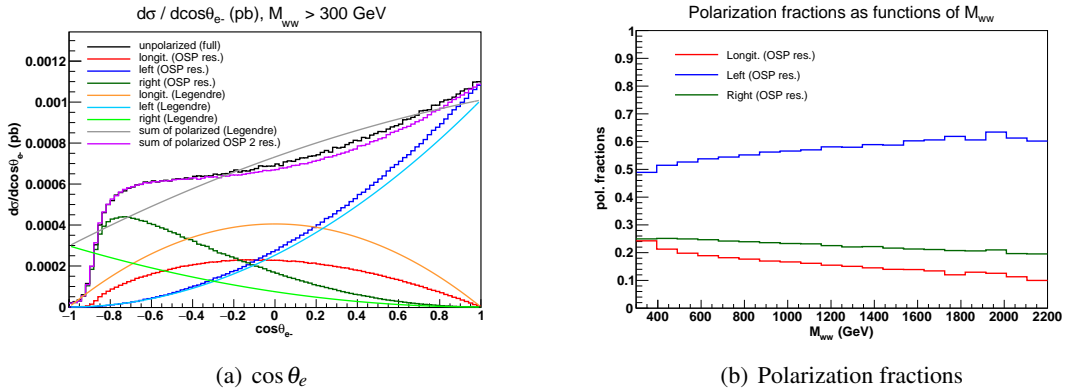 dσ / dcosθe- (pb), Mww > 300 GeV
dσ/dcosθe- (pb)
0.0012
0.001
0.0008
0.0006
0.0004
0.0002
0
unpolarized (full)
longit. (OSP res.)
left (OSP res.)
right (OSP res.)
longit. (Legendre)
left (Legendre)
right (Legendre)
sum of polarized (Legendre)
sum of polarized OSP 2 res.)
−1 −0.8 −0.6 −0.4 −0.2 0 0.2 0.4 0.6 0.8 1
cosθe-
(a) cos θe
Polarization fractions as functions of Mww
pol. fractions
1
0.9
0.8
0.7
0.6
0.5
0.4
0.3
0.2
0.1
0
Longit. (OSP res.)
Left (OSP res.)
Right (OSP res.)
400 600 800 1000 1200 1400 1600 1800 2000 2200
Mww (GeV)
(b) Polarization fractions